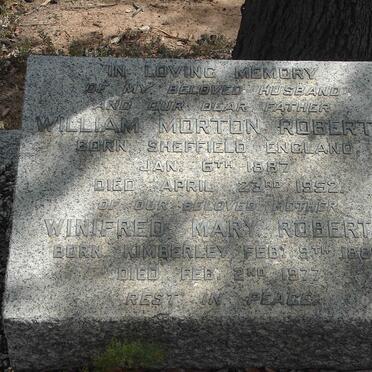 IN LOVING MEMORY
OF MY BELOVED HUSBAND
AND OUR DEAR FATHER
WILLIAM MORTON ROBERT
BORN SHEFFIELD ENGLAND
JAN: 6TH 1887
DIED APRIL 23RD 1952.
OF OUR BELOVED MOTHER
WINIFRED MARY ROBERT
BORN KIMBERLEY FEB: 9TH
DIED FEB: 2ND 1977
REST IN PEACE.